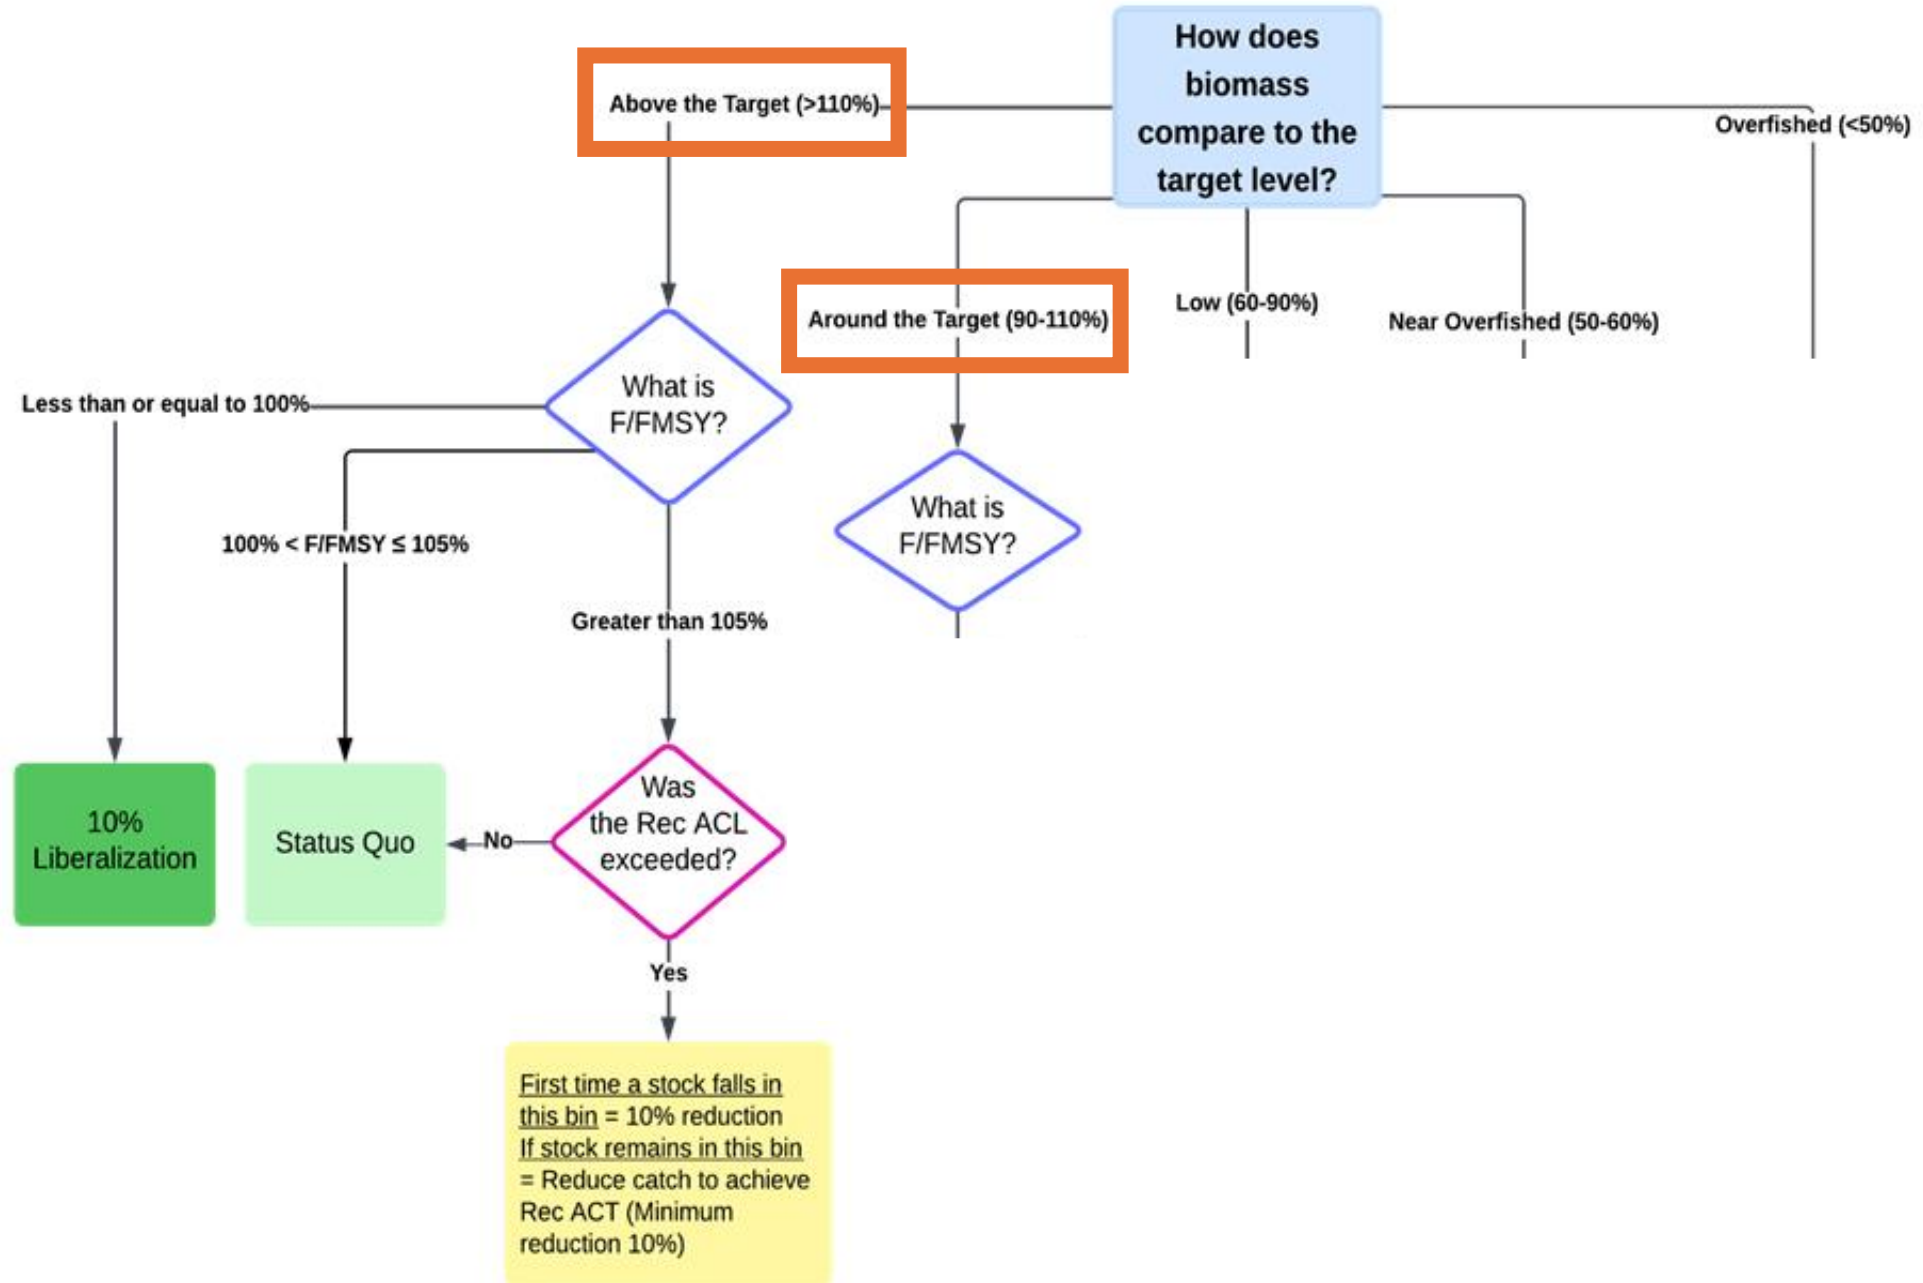 How does
biomass
compare to the
target level?
Above the Target (>110%)
Overfished (<50%)
Around the Target (90-110%)
Low (60-90%)
Near Overfished (50-60%)
What is
F/FMSY?
Less than or equal to 100%
What is
F/FMSY?
100% < F/FMSY ≤ 105%
Greater than 105%
10%
Liberalization
Status Quo
No
Was
the Rec ACL
exceeded?
Yes
First time a stock falls in
this bin = 10% reduction
If stock remains in this bin
= Reduce catch to achieve
Rec ACT (Minimum
reduction 10%)